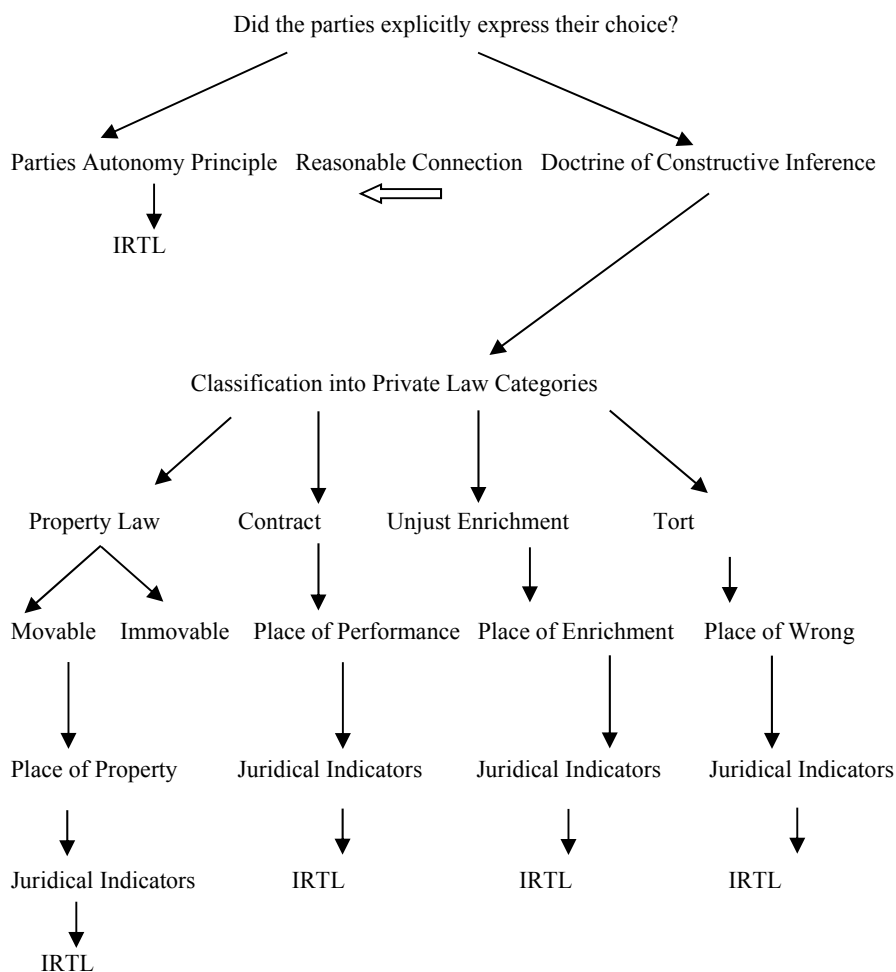 Did the parties explicitly express their choice?
Parties Autonomy Principle Reasonable Connection Doctrine of Constructive Inference
IRTL
Classification into Private Law Categories
Property Law Contract Unjust Enrichment Tort
Movable Immovable Place of Performance Place of Enrichment Place of Wrong
Place of Property Juridical Indicators Juridical Indicators Juridical Indicators
Juridical Indicators IRTL IRTL IRTL
IRTL